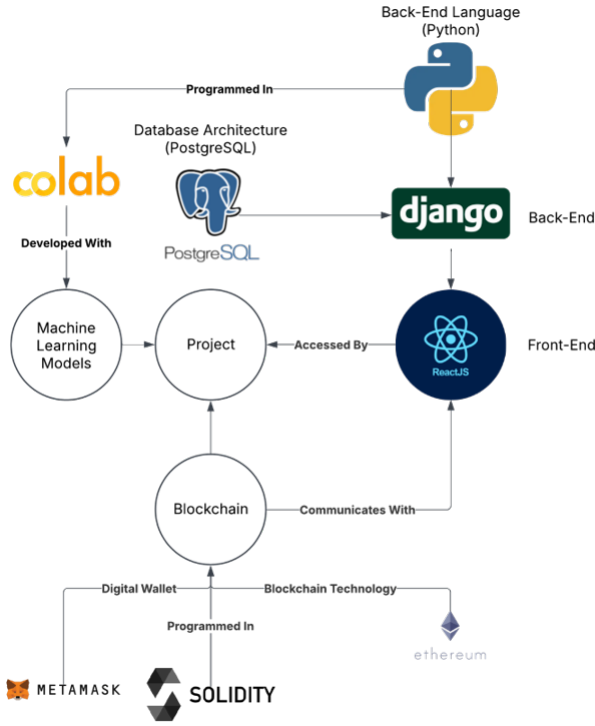 Back-End Language
(Python)
Programmed In
Database Architecture
(PostgreSQL)
colab
django
Back-End
Developed With
PostgreSQL
Machine
Learning
Models
Project
Accessed By
ReactJS
Front-End
Blockchain
Communicates With
Digital Wallet
Blockchain Technology
Programmed In
ethereum
METAMASK
SOLIDITY